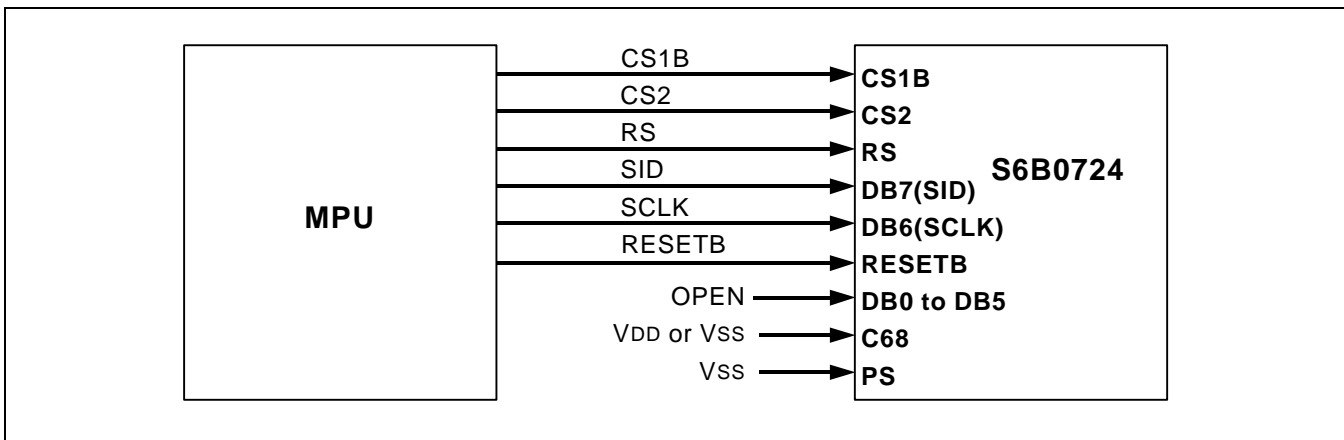 MPU
CS1B
CS2
RS
SID
SCLK
RESETB
OPEN
VDD or VSS
VSS
CS1B
CS2
RS
DB7(SID)
DB6(SCLK)
RESETB
DB0 to DB5
C68
PS
S6B0724